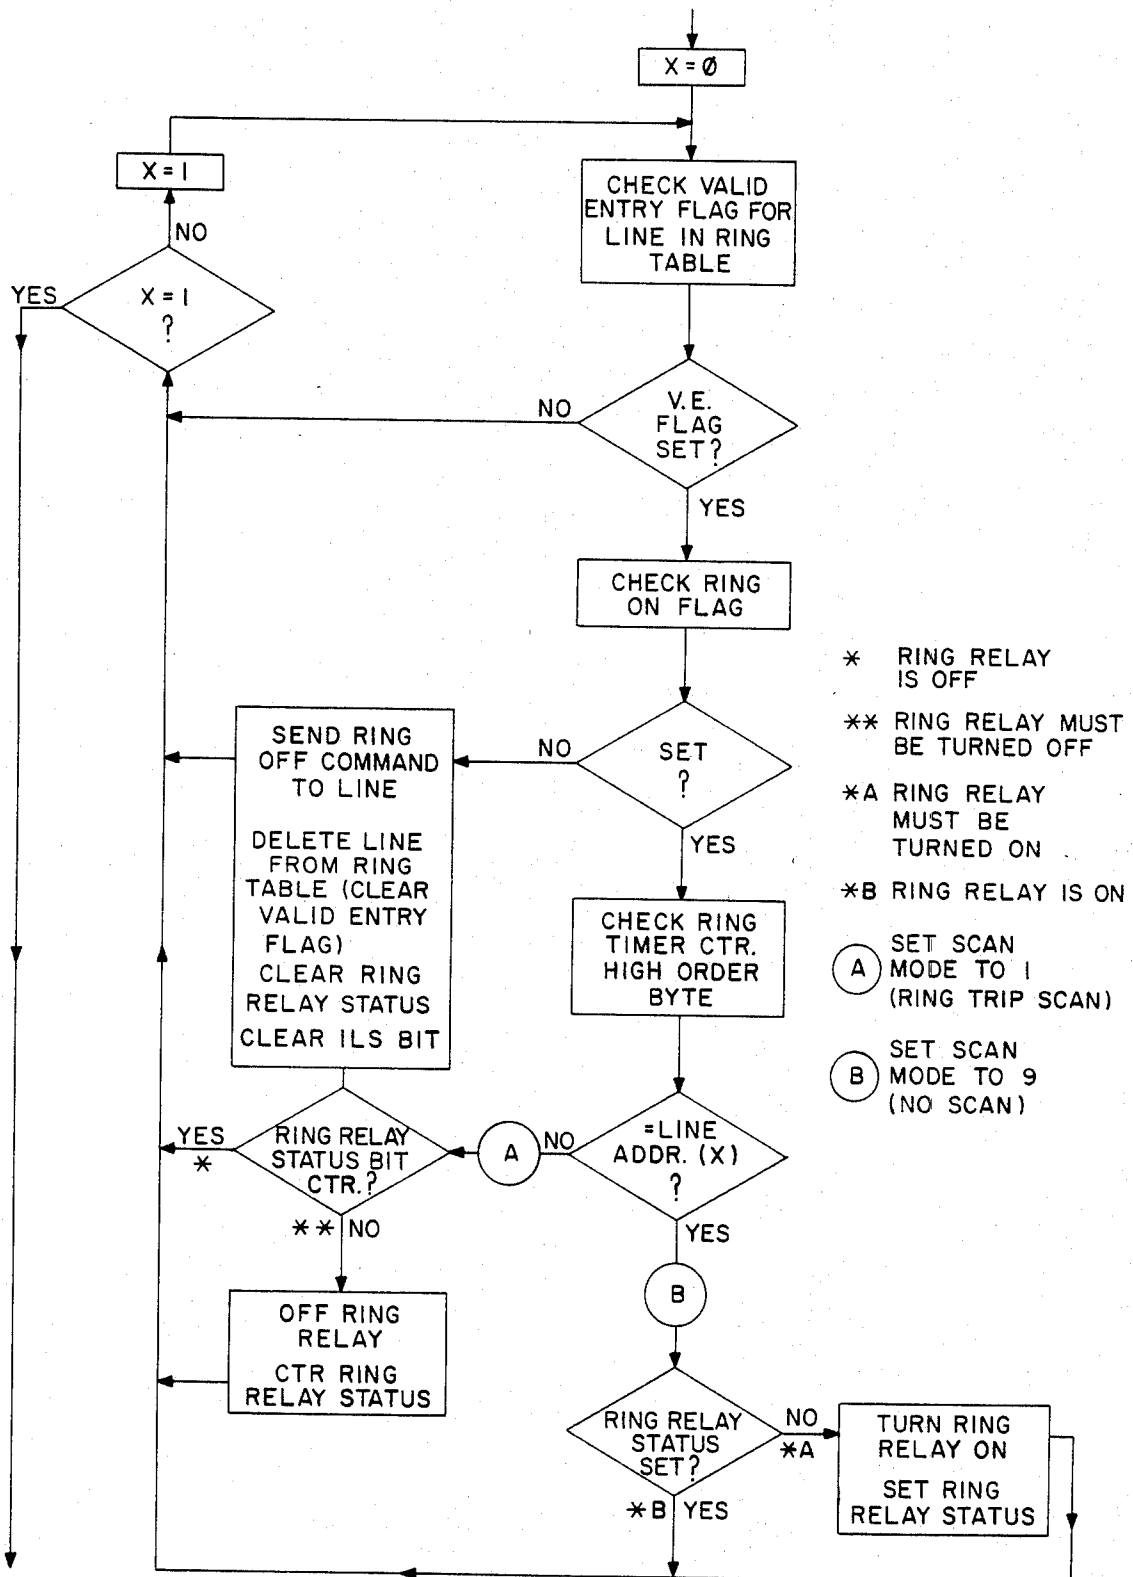 X = Ø
X = 1
CHECK VALID
ENTRY FLAG FOR
LINE IN RING
TABLE
NO
YES
X = 1
?
NO
V.E.
FLAG
SET?
YES
CHECK RING
ON FLAG
SEND RING
OFF COMMAND
TO LINE
DELETE LINE
FROM RING
TABLE (CLEAR
VALID ENTRY
FLAG)
CLEAR RING
RELAY STATUS
CLEAR ILS BIT
NO
SET
?
YES
CHECK RING
TIMER CTR.
HIGH ORDER
BYTE
* RING RELAY
IS OFF
** RING RELAY MUST
BE TURNED OFF
*A RING RELAY
MUST BE
TURNED ON
*B RING RELAY IS ON
A SET SCAN
MODE TO 1
(RING TRIP SCAN)
B SET SCAN
MODE TO 9
(NO SCAN)
YES
*
RING RELAY
STATUS BIT
CTR.?
** NO
A
NO
=LINE
ADDR. (X)
?
YES
B
OFF RING
RELAY
CTR RING
RELAY STATUS
RING RELAY
STATUS
SET?
NO
*A
*B YES
TURN RING
RELAY ON
SET RING
RELAY STATUS